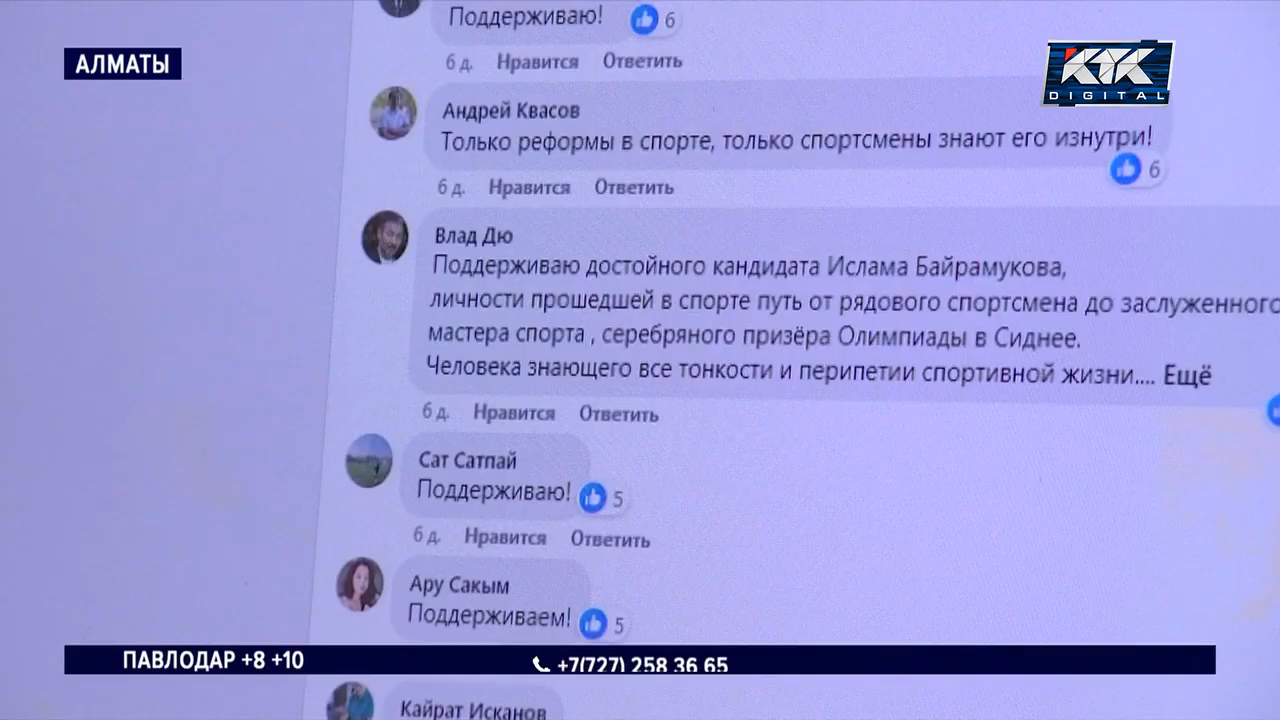 Поддерживаю! 6
6 д. Нравится Ответить
АЛМАТЫ
КТК
DIGITAL
Андрей Квасов
Только реформы в спорте, только спортсмены знают его изнутри!
6
6 д. Нравится Ответить
Влад Дю
Поддерживаю достойного кандидата Ислама Байрамукова,
личности прошедшей в спорте путь от рядового спортсмена до заслуженного
мастера спорта , серебряного призёра Олимпиады в Сиднее.
Человека знающего все тонкости и перипетии спортивной жизни.... Ещё
6 д. Нравится Ответить
Сат Сатпай
Поддерживаю! 5
6 д. Нравится Ответить
Ару Сакым
Поддерживаем! 5
ПАВЛОДАР +8 +10
+7(727) 258 36 65
Кайрат Исканов